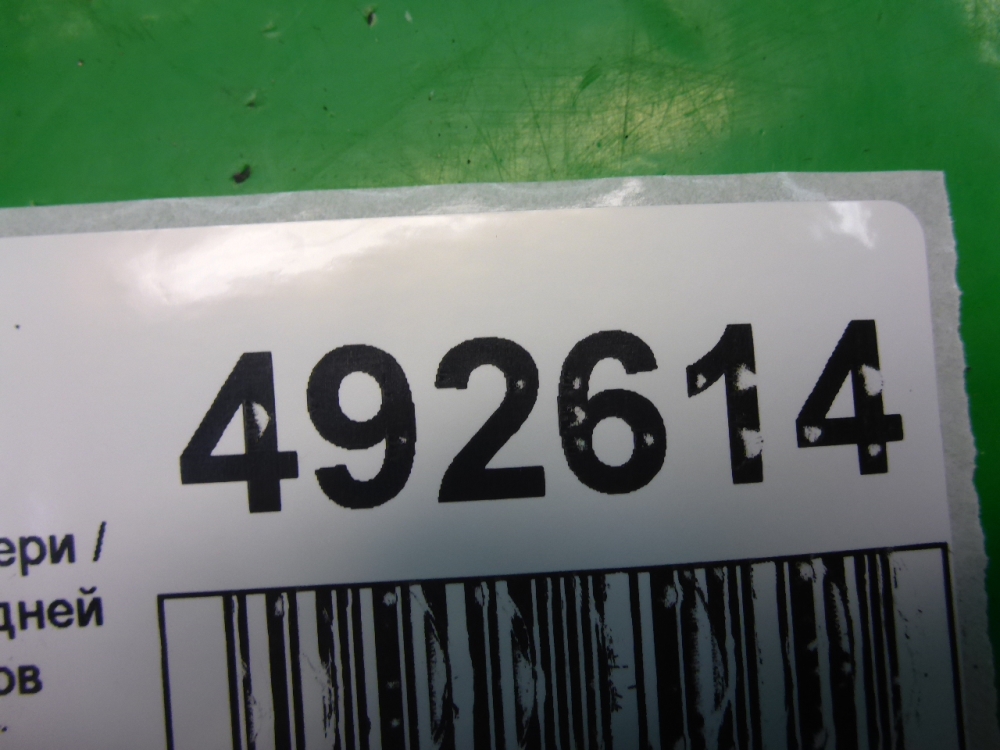 492614
ери /
дней
ов